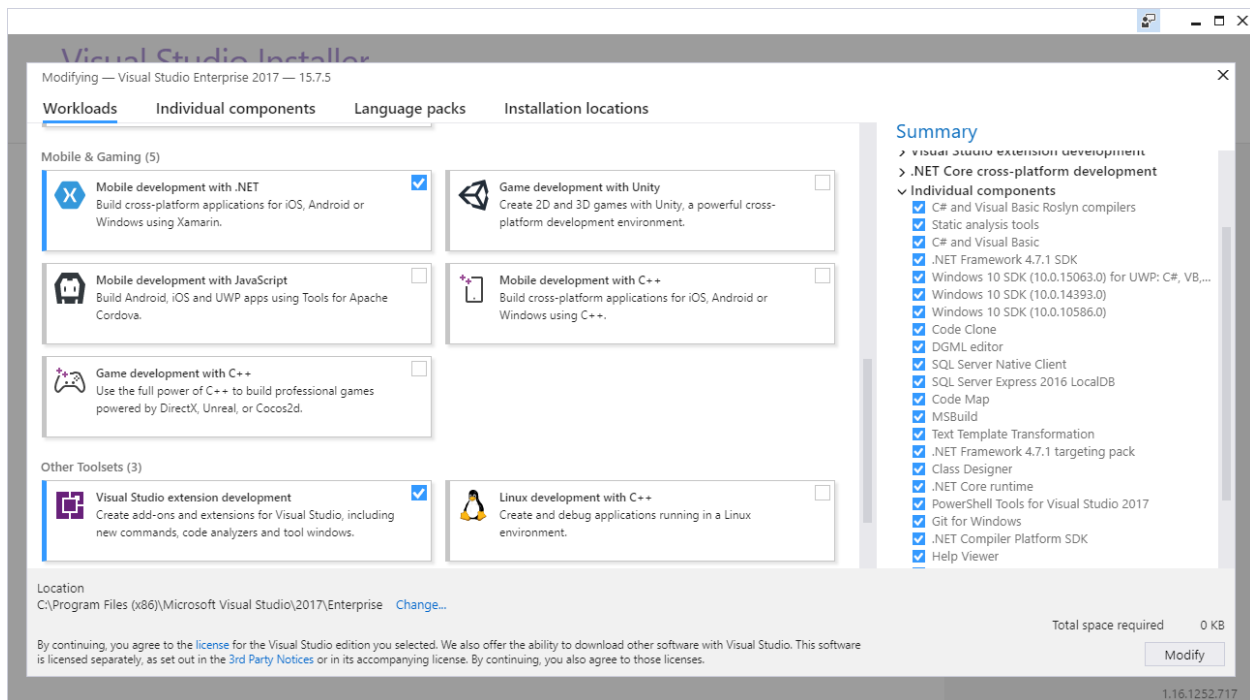 Visual Studio Installer
Modifying — Visual Studio Enterprise 2017 — 15.7.5
Workloads
Individual components
Language packs
Installation locations
Mobile & Gaming (5)
Mobile development with .NET
Build cross-platform applications for iOS, Android or
Windows using Xamarin.
Game development with Unity
Create 2D and 3D games with Unity, a powerful cross-
platform development environment.
Mobile development with JavaScript
Build Android, iOS and UWP apps using Tools for Apache
Cordova.
Mobile development with C++
Build cross-platform applications for iOS, Android or
Windows using C++.
Game development with C++
Use the full power of C++ to build professional games
powered by DirectX, Unreal, or Cocos2d.
Other Toolsets (3)
Visual Studio extension development
Create add-ons and extensions for Visual Studio, including
new commands, code analyzers and tool windows.
Linux development with C++
Create and debug applications running in a Linux
environment.
Summary
Visual Studio extension development
.NET Core cross-platform development
Individual components
C# and Visual Basic Roslyn compilers
Static analysis tools
C# and Visual Basic
.NET Framework 4.7.1 SDK
Windows 10 SDK (10.0.15063.0) for UWP: C#, VB,...
Windows 10 SDK (10.0.14393.0)
Windows 10 SDK (10.0.10586.0)
Code Clone
DGML editor
SQL Server Native Client
SQL Server Express 2016 LocalDB
Code Map
MSBuild
Text Template Transformation
.NET Framework 4.7.1 targeting pack
Class Designer
.NET Core runtime
PowerShell Tools for Visual Studio 2017
Git for Windows
.NET Compiler Platform SDK
Help Viewer
Location
C:\Program Files (x86)\Microsoft Visual Studio\2017\Enterprise Change...
Total space required 0 KB
By continuing, you agree to the license for the Visual Studio edition you selected. We also offer the ability to download other software with Visual Studio. This software
is licensed separately, as set out in the 3rd Party Notices or in its accompanying license. By continuing, you also agree to those licenses.
Modify
1.16.1252.717